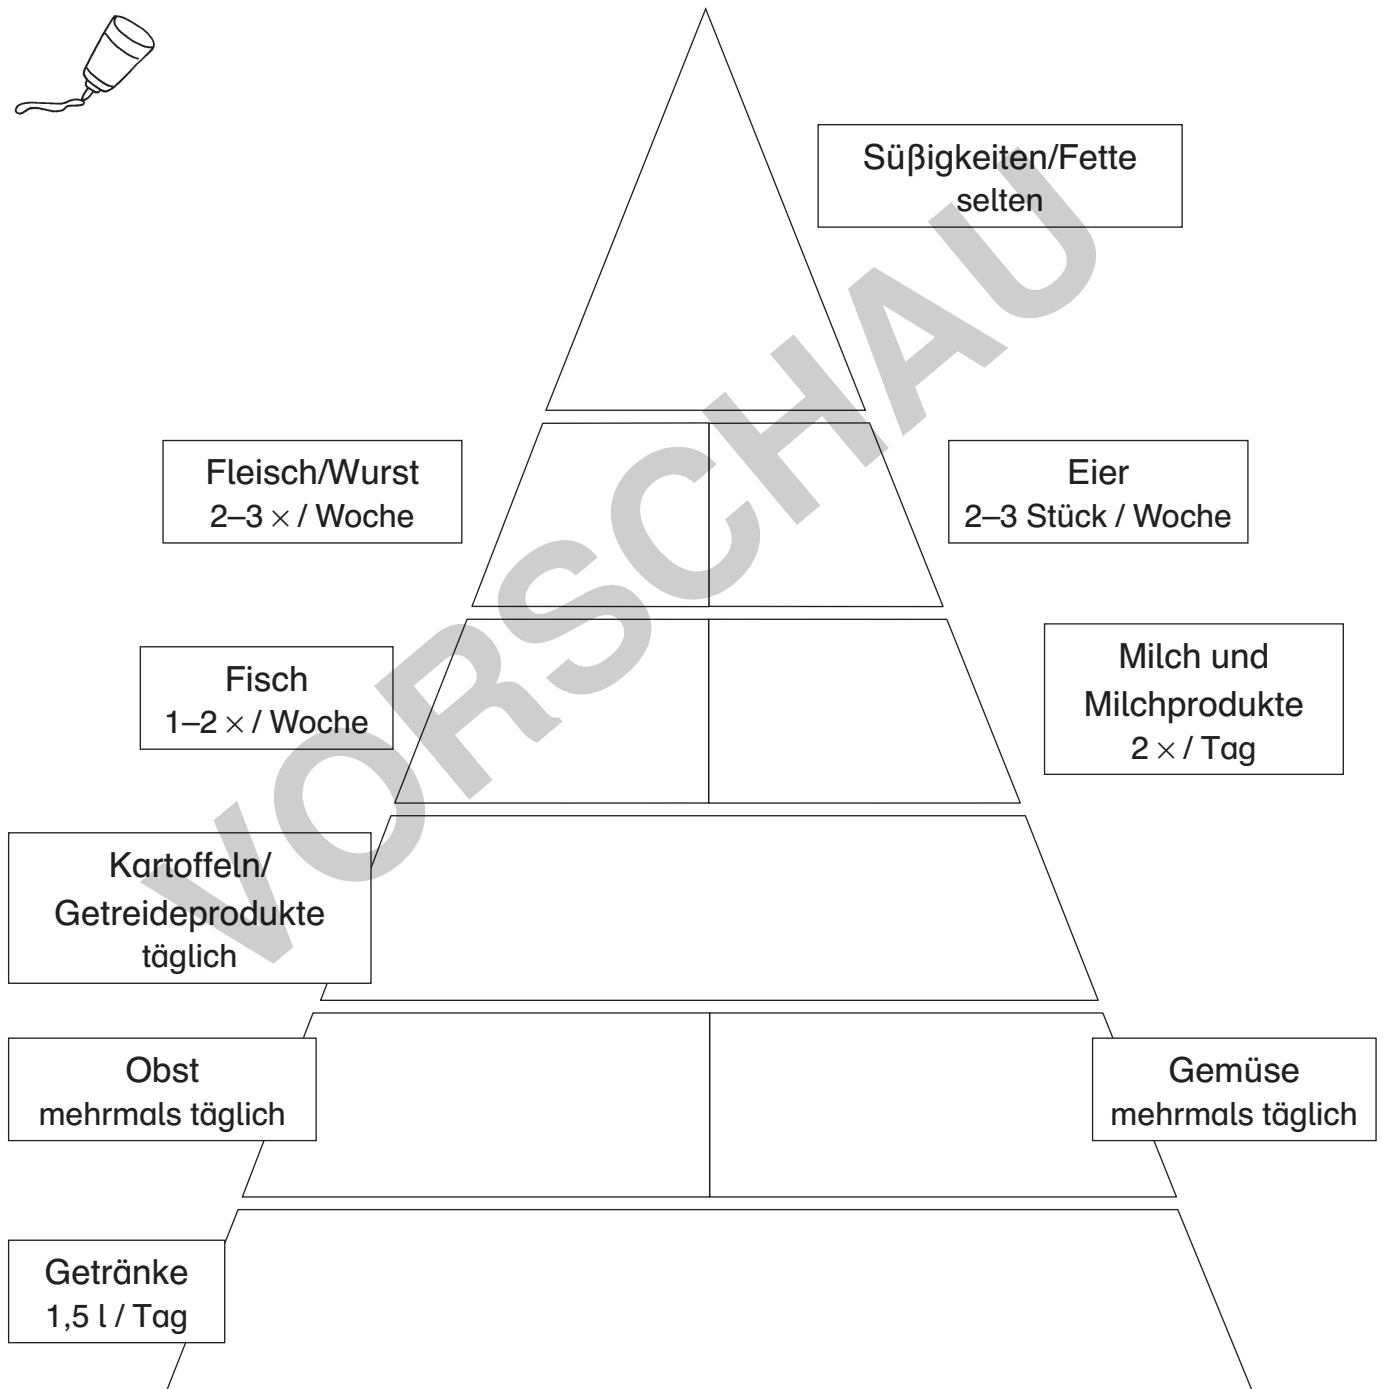 Süßigkeiten/Fette
selten
Fleisch/Wurst
2–3 × / Woche
Eier
2–3 Stück / Woche
Fisch
1–2 × / Woche
Milch und
Milchprodukte
2 × / Tag
Kartoffeln/
Getreideprodukte
täglich
Obst
mehrmals täglich
Gemüse
mehrmals täglich
Getränke
1,5 l / Tag
VORSCHAU